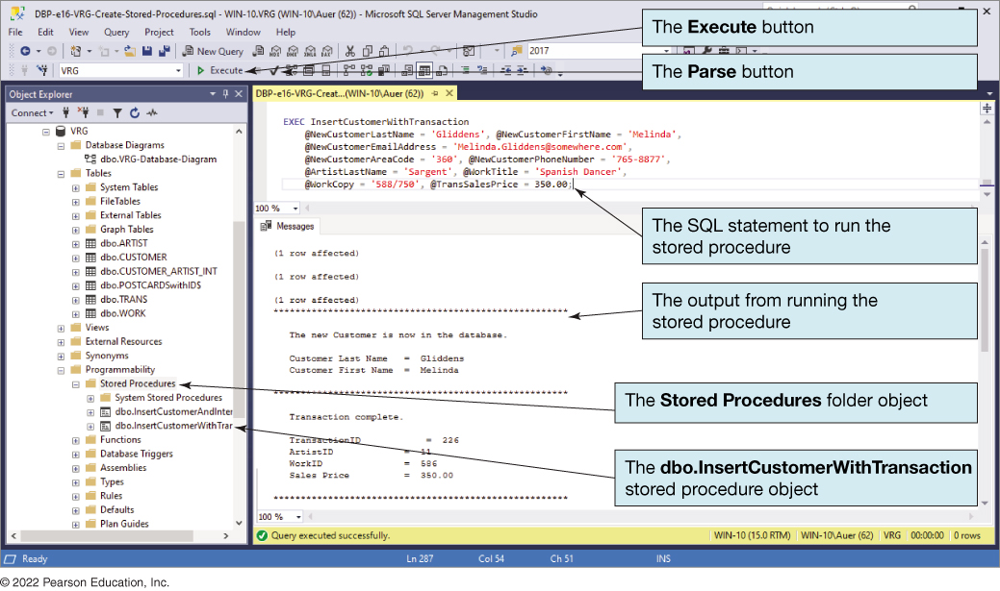 DBP-e16-VRG-Create-Stored-Procedures.sql - WIN-10.VRG (WIN-10\Auer (62)) - Microsoft SQL Server Management Studio
File Edit View Query Project Tools Window Help
New Query
2017
VRG
Execute
The Execute button
The Parse button
Object Explorer
Connect
VRG
Database Diagrams
dbo.VRG-Database-Diagram
Tables
System Tables
FileTables
External Tables
Graph Tables
dbo.ARTIST
dbo.CUSTOMER
dbo.CUSTOMER_ARTIST_INT
dbo.POSTCARDSwithID$
dbo.TRANS
dbo.WORK
Views
External Resources
Synonyms
Programmability
Stored Procedures
System Stored Procedures
dbo.InsertCustomerAndInter
dbo.InsertCustomerWithTrar
Functions
Database Triggers
Assemblies
Types
Rules
Defaults
Plan Guides
DBP-e16-VRG-Creat...(WIN-10\Auer (62))
EXEC InsertCustomerWithTransaction
@NewCustomerLastName = 'Gliddens', @NewCustomerFirstName = 'Melinda',
@NewCustomerEmailAddress = 'Melinda.Gliddens@somewhere.com',
@NewCustomerAreaCode = '360', @NewCustomerPhoneNumber = '765-8877',
@ArtistLastName = 'Sargent', @WorkTitle = 'Spanish Dancer',
@WorkCopy = '588/750', @TransSalesPrice = 350.00;
100 %
Messages
(1 row affected)
(1 row affected)
(1 row affected)
******************************************************
The new Customer is now in the database.
Customer Last Name = Gliddens
Customer First Name = Melinda
******************************************************
Transaction complete.
TransactionID = 226
ArtistID = 11
WorkID = 586
Sales Price = 350.00
******************************************************
100 %
The SQL statement to run the
stored procedure
The output from running the
stored procedure
The Stored Procedures folder object
The dbo.InsertCustomerWithTransaction
stored procedure object
Query executed successfully. WIN-10 (15.0 RTM) WIN-10\Auer (62) VRG 00:00:00 0 rows
Ready Ln 287 Col 54 Ch 51 INS
© 2022 Pearson Education, Inc.